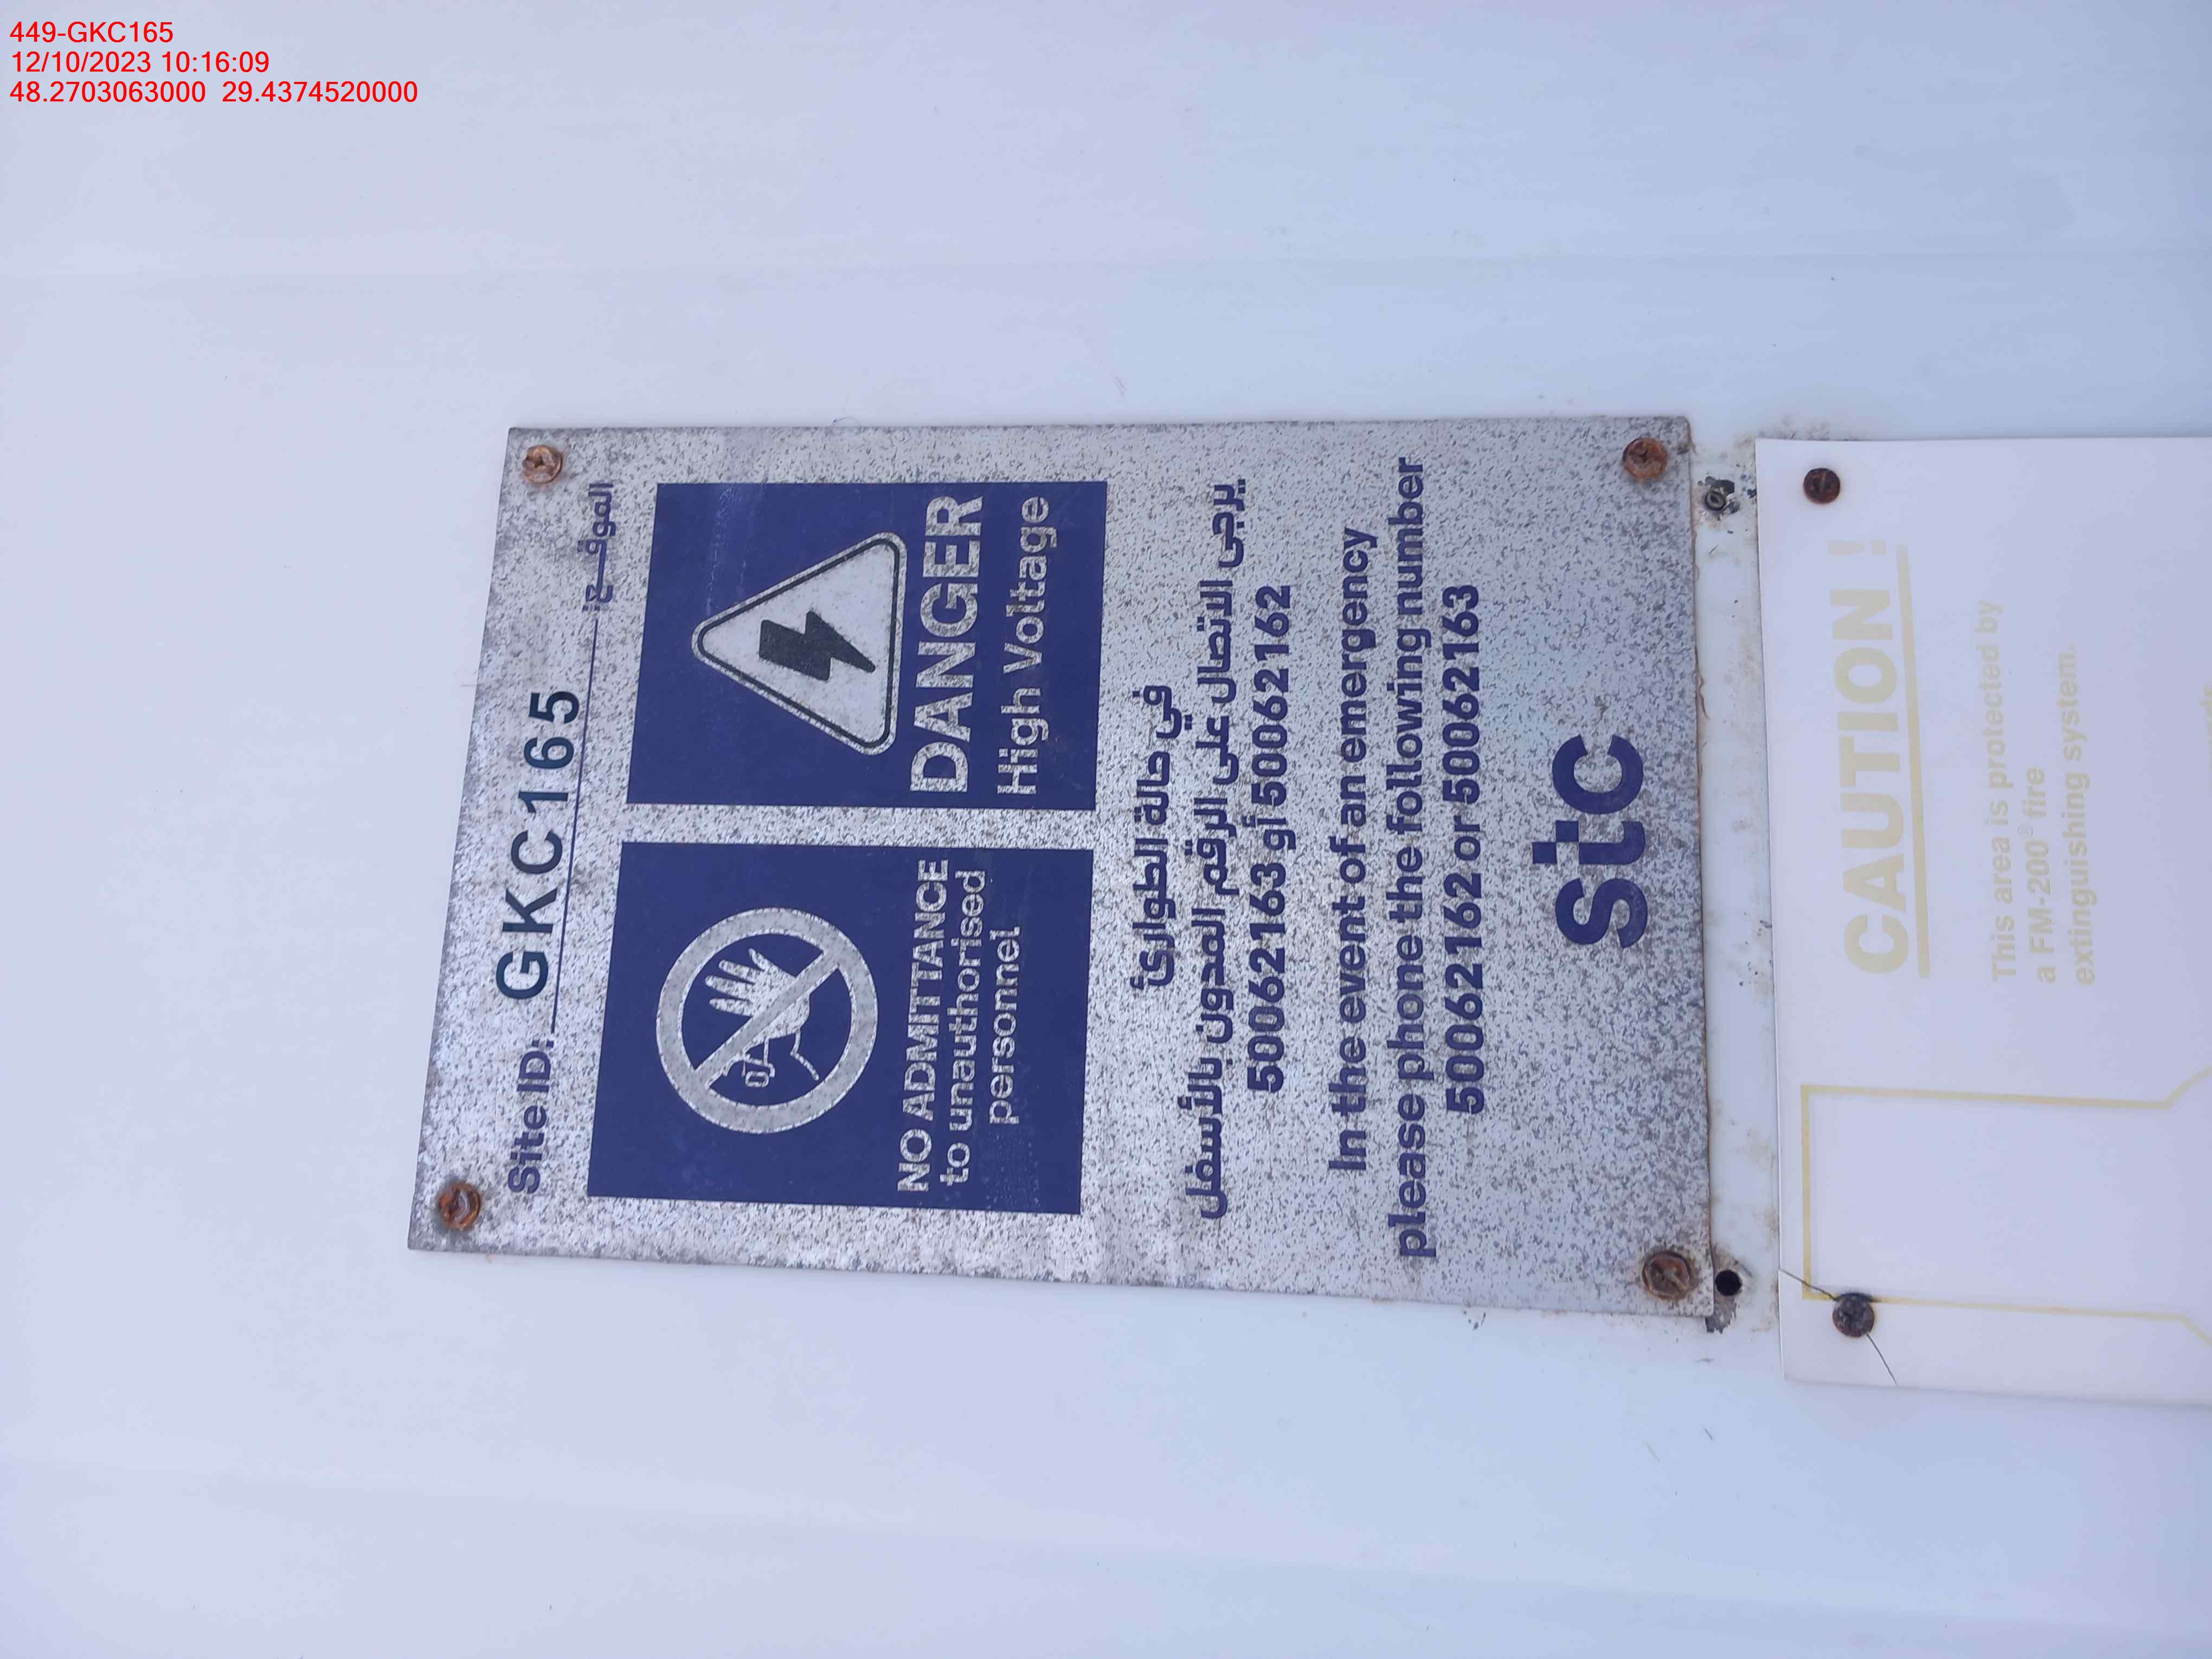 449-GKC165
12/10/2023 10:16:09
48.2703063000 29.4374520000
Site ID: GKC165 الموقـــع:
NO ADMITTANCE
to unauthorised
personnel
DANGER
High Voltage
في حالة الطوارئ
يرجى الاتصال على الرقم المدون بالأسفل
50062163 أو 50062162
In the event of an emergency
please phone the following number
50062162 or 50062163
stc
CAUTION!
This area is protected by
a FM-200® fire
extinguishing system.